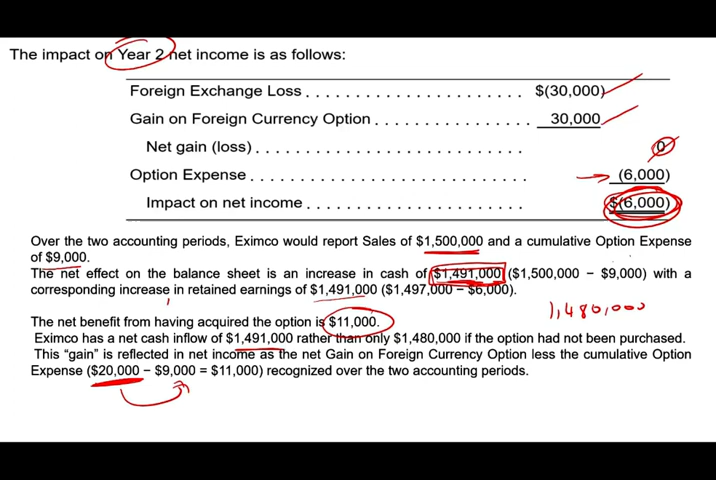 The impact on Year 2 net income is as follows:
Foreign Exchange Loss . . . . . . . . . . . . . . . . . . . . . . . $(30,000)
Gain on Foreign Currency Option . . . . . . . . . . . . . . . . 30,000
Net gain (loss) . . . . . . . . . . . . . . . . . . . . . . . . . . . 0
Option Expense . . . . . . . . . . . . . . . . . . . . . . . . . . . . (6,000)
Impact on net income . . . . . . . . . . . . . . . . . . . . . . $(6,000)
Over the two accounting periods, Eximco would report Sales of $1,500,000 and a cumulative Option Expense
of $9,000.
The net effect on the balance sheet is an increase in cash of $1,491,000 ($1,500,000 − $9,000) with a
corresponding increase in retained earnings of $1,491,000 ($1,497,000 − $6,000).
1,480,000
The net benefit from having acquired the option is $11,000.
Eximco has a net cash inflow of $1,491,000 rather than only $1,480,000 if the option had not been purchased.
This “gain” is reflected in net income as the net Gain on Foreign Currency Option less the cumulative Option
Expense ($20,000 − $9,000 = $11,000) recognized over the two accounting periods.